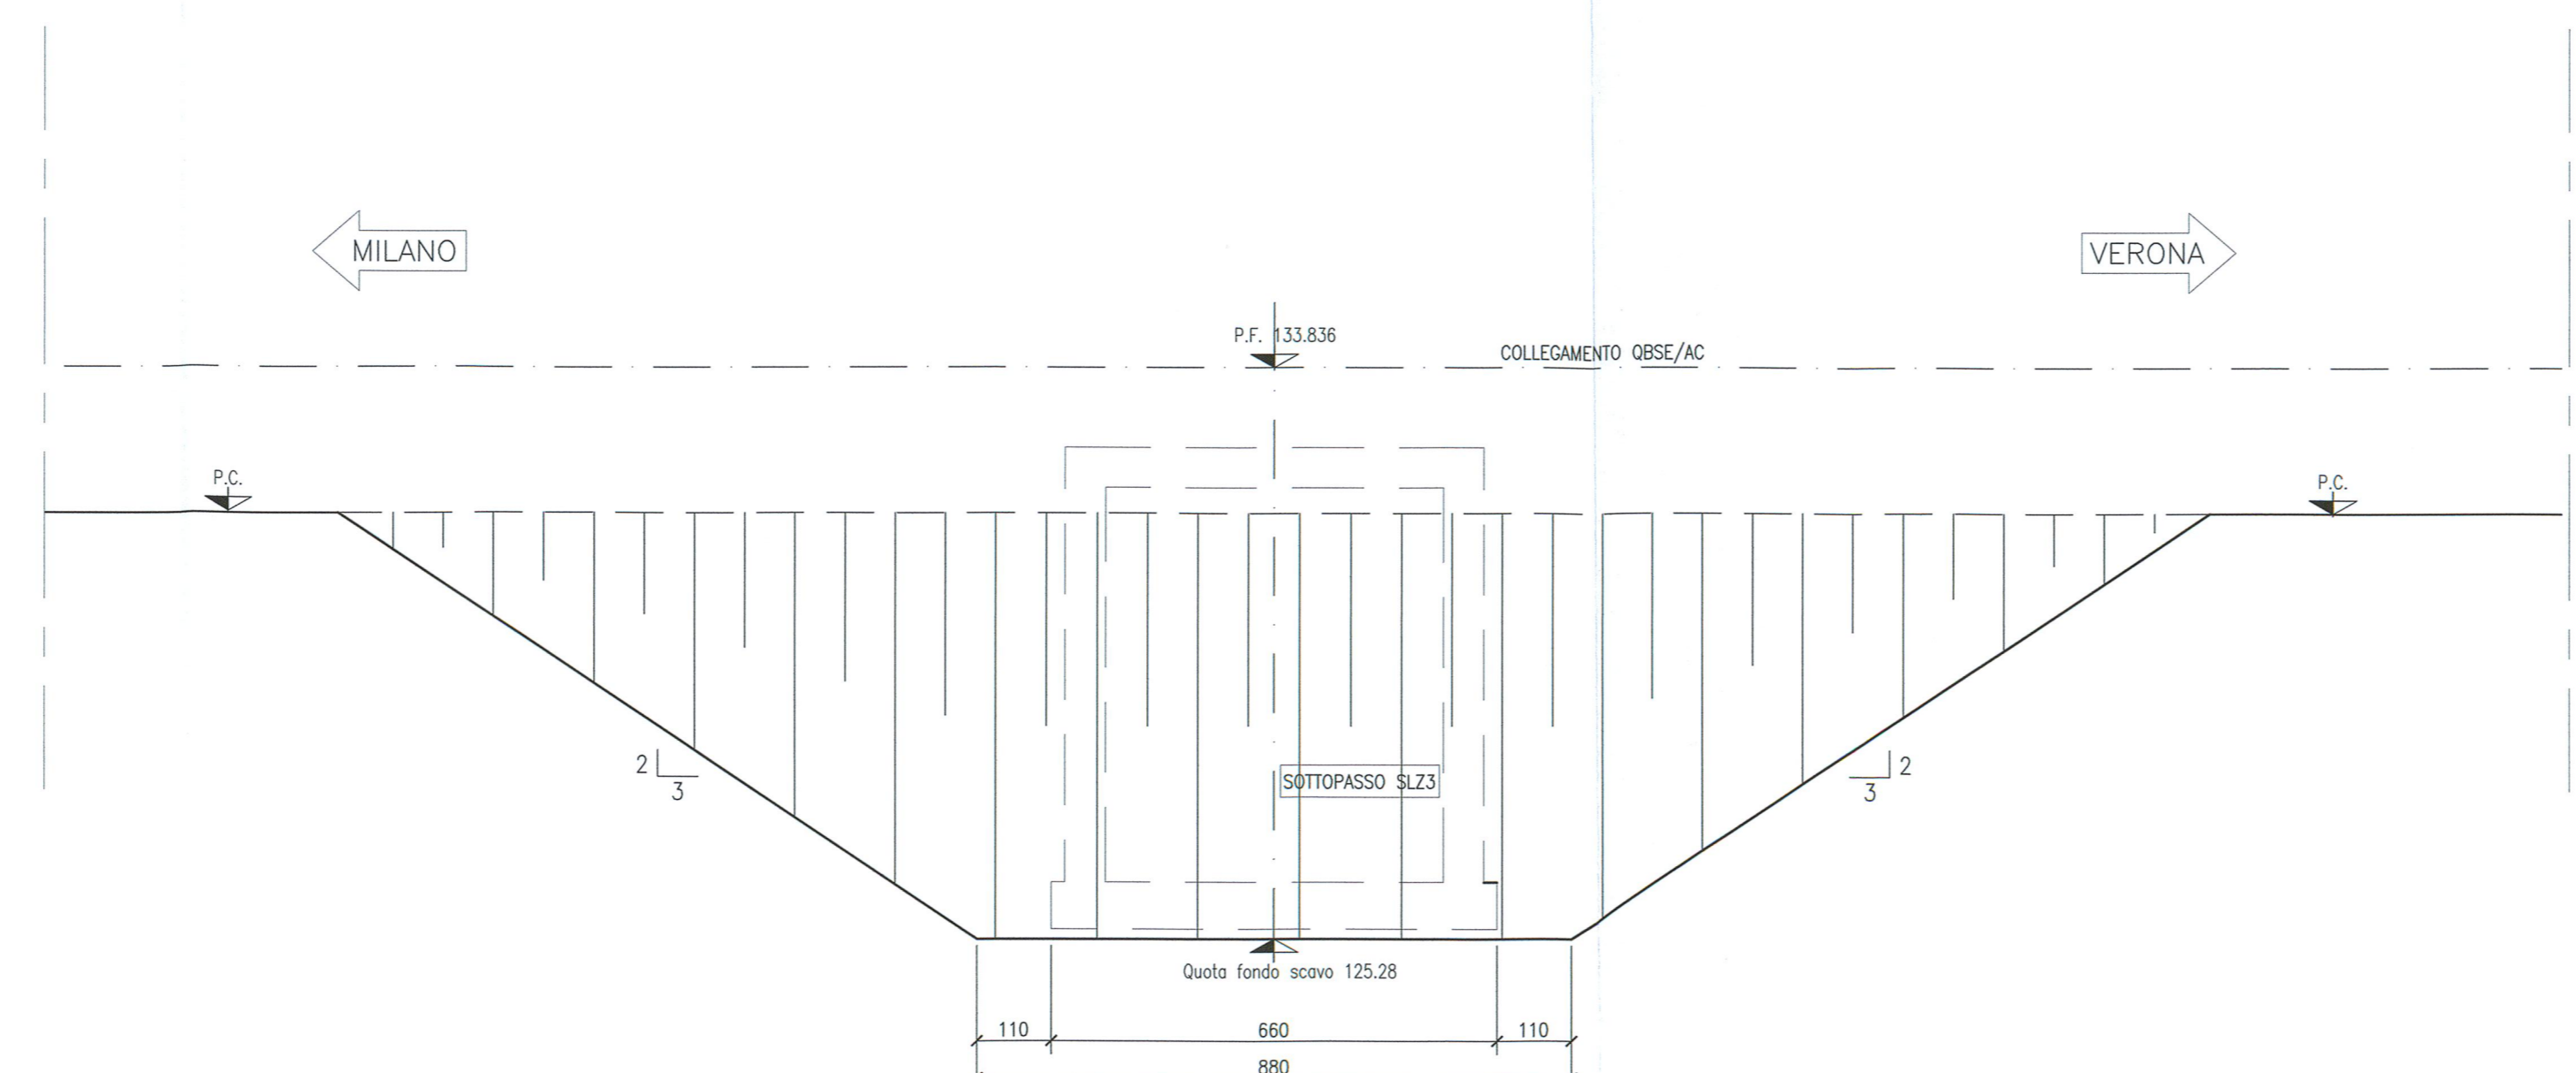 MILANO
VERONA
P.F. 133.836
COLLEGAMENTO QBSE/AC
P.C.
P.C.
2
3
SOTTOPASSO SLZ3
2
3
Quota fondo scavo 125.28
110
660
110
880